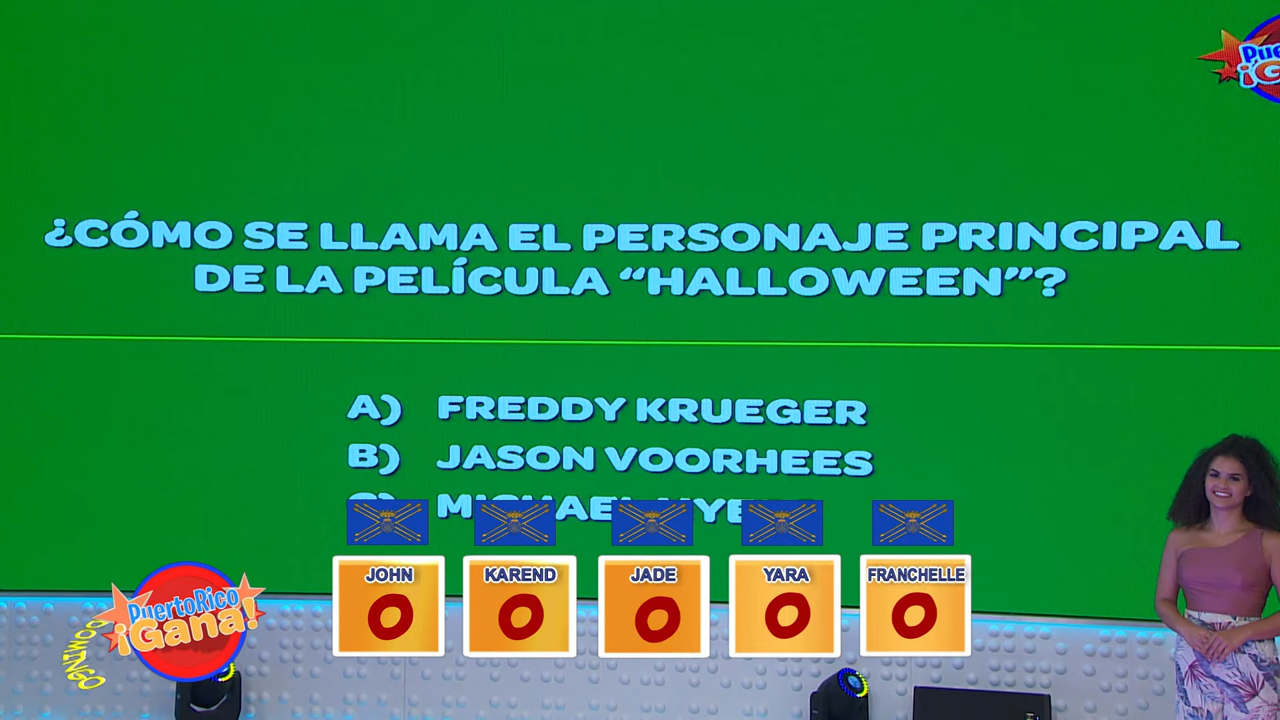 ¿CÓMO SE LLAMA EL PERSONAJE PRINCIPAL
DE LA PELÍCULA “HALLOWEEN”?
A) FREDDY KRUEGER
B) JASON VOORHEES
JOHN
KAREND
JADE
YARA
FRANCHELLE
0
0
0
0
0
PuertoRico
¡Gana!
DOMINGO